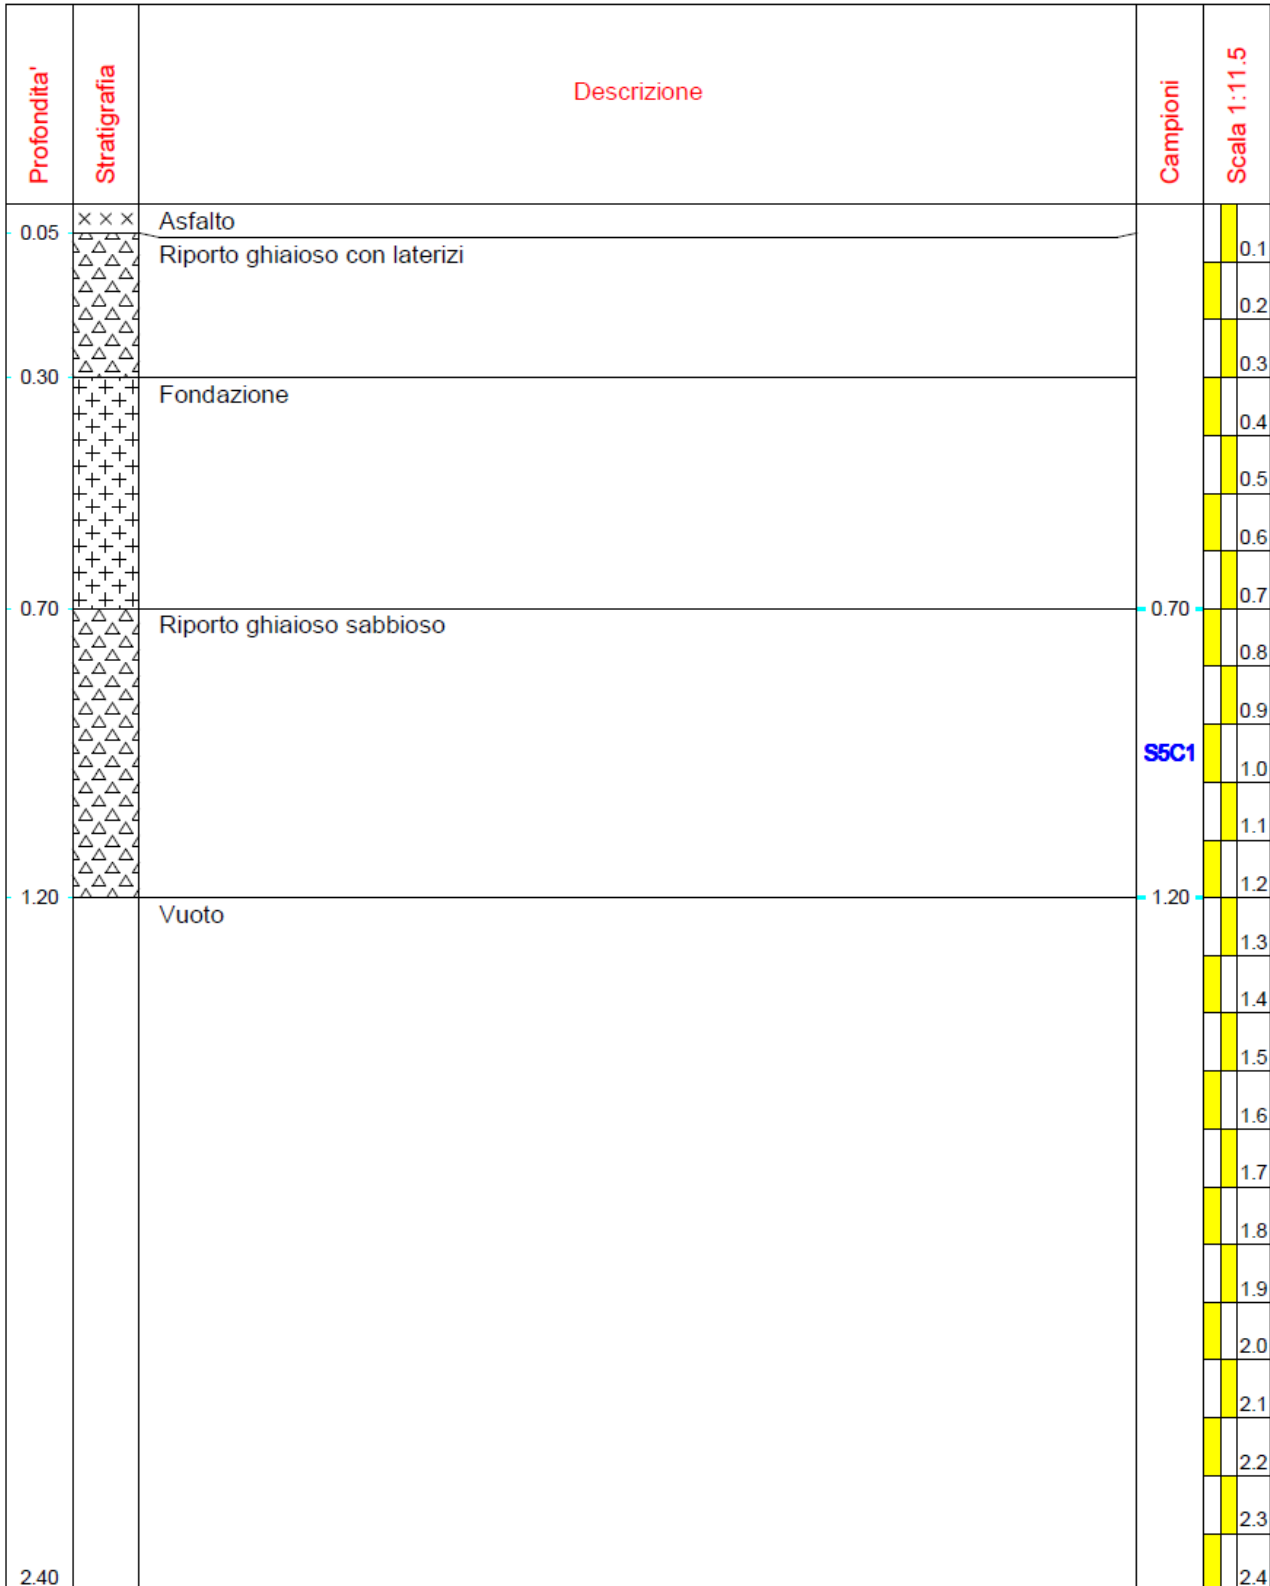 Profondita'
Stratigrafia
Descrizione
Campioni
Scala 1:11.5
Asfalto
0.05
Riporto ghiaioso con laterizi
0.1
0.2
0.3
0.30
Fondazione
0.4
0.5
0.6
0.7
0.70
0.70
Riporto ghiaioso sabbioso
0.8
0.9
S5C1
1.0
1.1
1.2
1.20
1.20
Vuoto
1.3
1.4
1.5
1.6
1.7
1.8
1.9
2.0
2.1
2.2
2.3
2.40
2.4